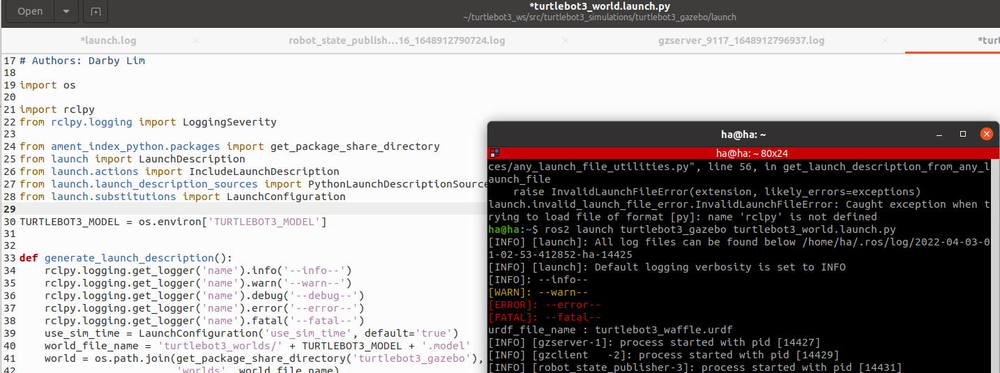 Open
*turtlebot3_world.launch.py
~/turtlebot3_ws/src/turtlebot3_simulations/turtlebot3_gazebo/launch
*launch.log
robot_state_publish…16_1648912790724.log
gzserver_9117_1648912796937.log
*turt
17 # Authors: Darby Lim
18
19 import os
20
21 import rclpy
22 from rclpy.logging import LoggingSeverity
23
24 from ament_index_python.packages import get_package_share_directory
25 from launch import LaunchDescription
26 from launch.actions import IncludeLaunchDescription
27 from launch.launch_description_sources import PythonLaunchDescriptionSource
28 from launch.substitutions import LaunchConfiguration
29
30 TURTLEBOT3_MODEL = os.environ['TURTLEBOT3_MODEL']
31
32
33 def generate_launch_description():
34     rclpy.logging.get_logger('name').info('--info--')
35     rclpy.logging.get_logger('name').warn('--warn--')
36     rclpy.logging.get_logger('name').debug('--debug--')
37     rclpy.logging.get_logger('name').error('--error--')
38     rclpy.logging.get_logger('name').fatal('--fatal--')
39     use_sim_time = LaunchConfiguration('use_sim_time', default='true')
40     world_file_name = 'turtlebot3_worlds/' + TURTLEBOT3_MODEL + '.model'
41     world = os.path.join(get_package_share_directory('turtlebot3_gazebo'),
42                          'worlds', world_file_name)
ha@ha: ~
ha@ha: ~ 80x24
ces/any_launch_file_utilities.py", line 56, in get_launch_description_from_any_l
aunch_file
    raise InvalidLaunchFileError(extension, likely_errors=exceptions)
launch.invalid_launch_file_error.InvalidLaunchFileError: Caught exception when t
rying to load file of format [py]: name 'rclpy' is not defined
ha@ha:~$ ros2 launch turtlebot3_gazebo turtlebot3_world.launch.py
[INFO] [launch]: All log files can be found below /home/ha/.ros/log/2022-04-03-0
1-02-53-412852-ha-14425
[INFO] [launch]: Default logging verbosity is set to INFO
[INFO]: --info--
[WARN]: --warn--
[ERROR]: --error--
[FATAL]: --fatal--
urdf_file_name : turtlebot3_waffle.urdf
[INFO] [gzserver-1]: process started with pid [14427]
[INFO] [gzclient   -2]: process started with pid [14429]
[INFO] [robot_state_publisher-3]: process started with pid [14431]